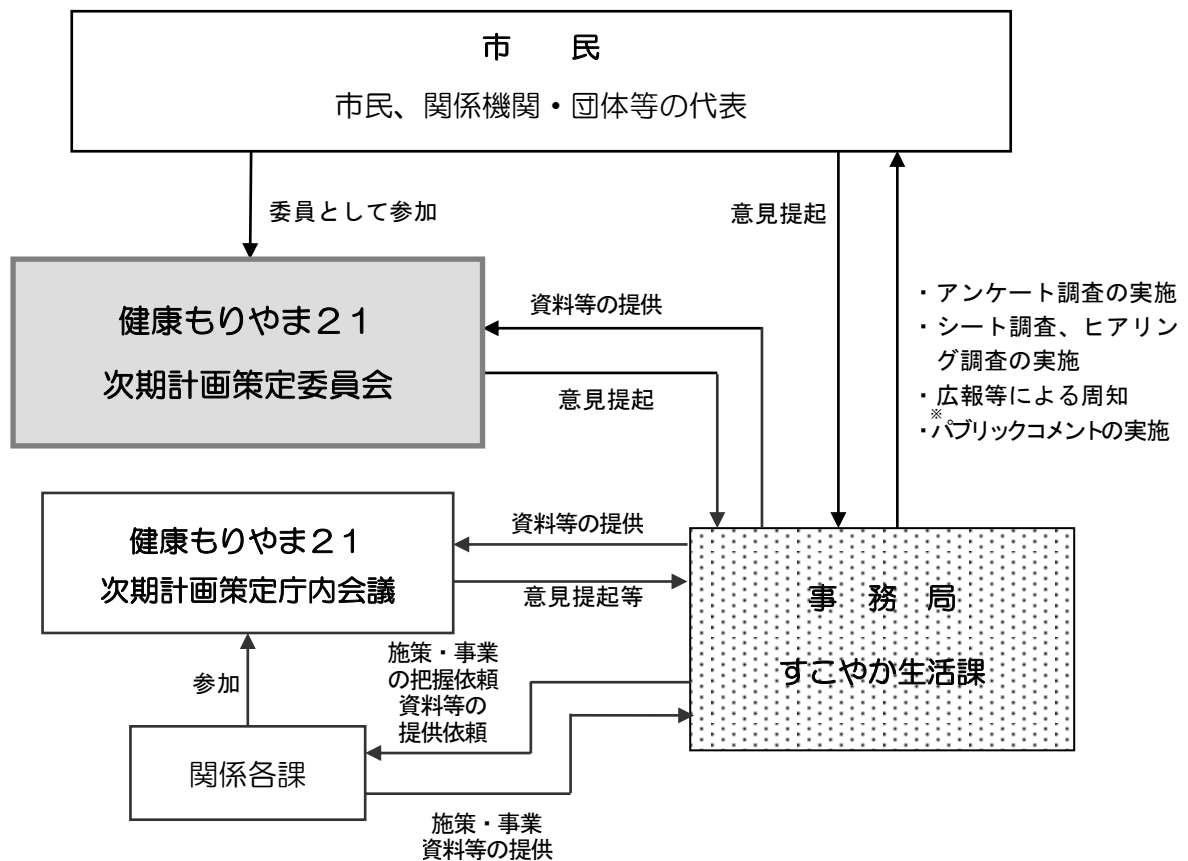 市　民
市民、関係機関・団体等の代表
委員として参加
意見提起
健康もりやま２１
次期計画策定委員会
資料等の提供
意見提起
・アンケート調査の実施
・シート調査、ヒアリン
グ調査の実施
・広報等による周知
※
・パブリックコメントの実施
健康もりやま２１
次期計画策定庁内会議
資料等の提供
意見提起等
事　務　局
すこやか生活課
参加
施策・事業
の把握依頼
資料等の
提供依頼
関係各課
施策・事業
資料等の提供